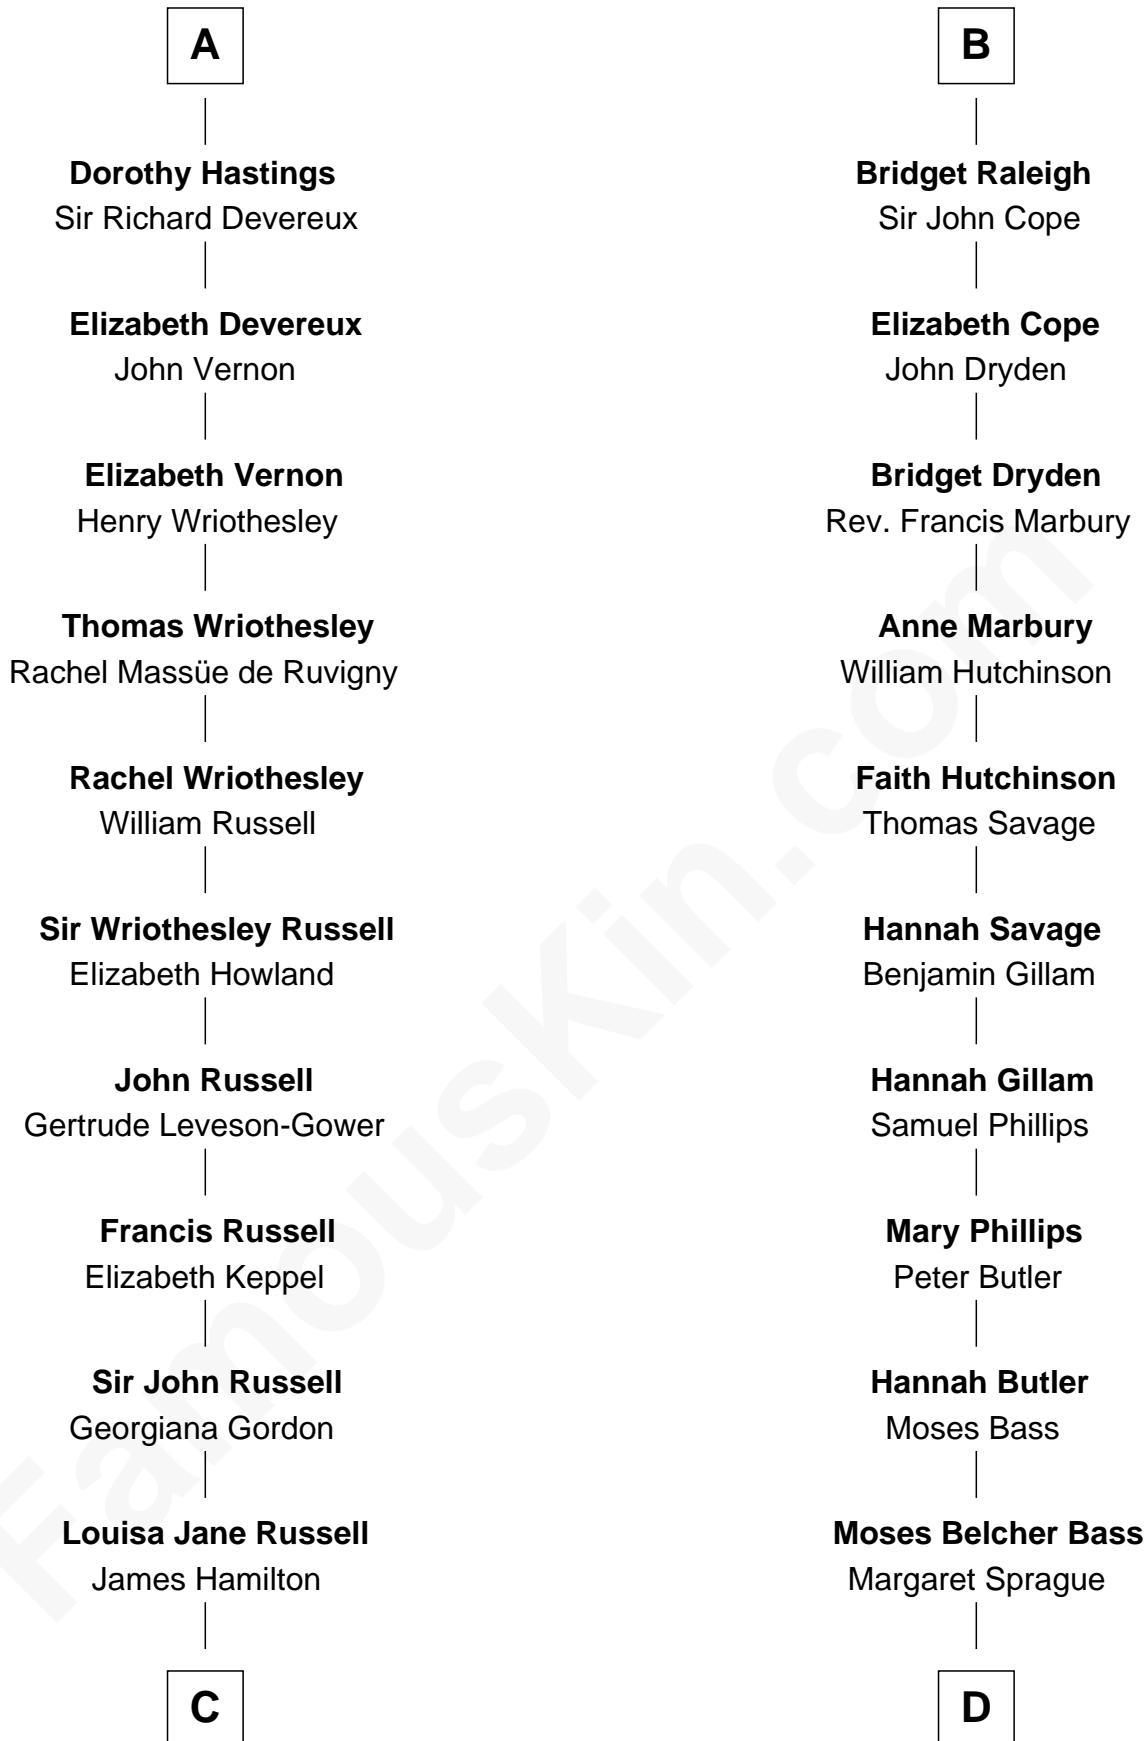 A
Dorothy Hastings
Sir Richard Devereux
Elizabeth Devereux
John Vernon
Elizabeth Vernon
Henry Wriothesley
Thomas Wriothesley
Rachel Massüe de Ruvigny
Rachel Wriothesley
William Russell
Sir Wriothesley Russell
Elizabeth Howland
John Russell
Gertrude Leveson-Gower
Francis Russell
Elizabeth Keppel
Sir John Russell
Georgiana Gordon
Louisa Jane Russell
James Hamilton
C
B
Bridget Raleigh
Sir John Cope
Elizabeth Cope
John Dryden
Bridget Dryden
Rev. Francis Marbury
Anne Marbury
William Hutchinson
Faith Hutchinson
Thomas Savage
Hannah Savage
Benjamin Gillam
Hannah Gillam
Samuel Phillips
Mary Phillips
Peter Butler
Hannah Butler
Moses Bass
Moses Belcher Bass
Margaret Sprague
D
FamousKin.com